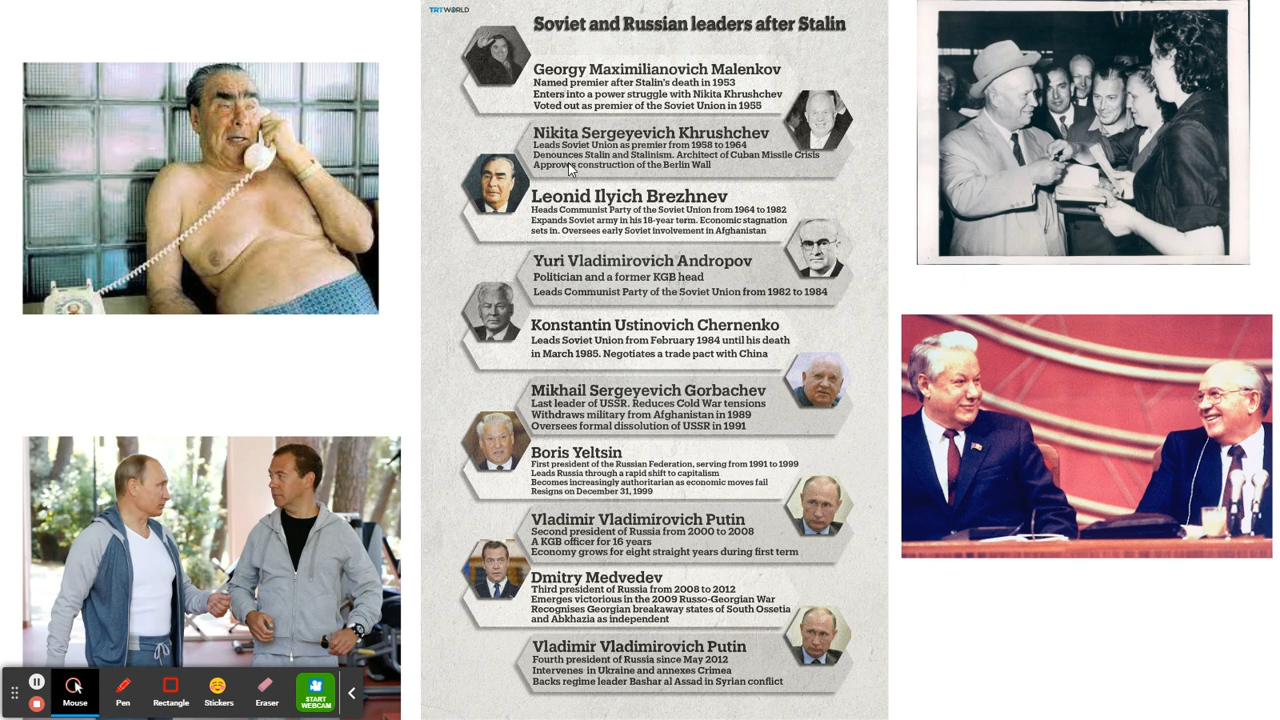 TRT WORLD
Soviet and Russian leaders after Stalin
Georgy Maximilianovich Malenkov
Named premier after Stalin's death in 1953
Enters into a power struggle with Nikita Khrushchev
Voted out as premier of the Soviet Union in 1955
Nikita Sergeyevich Khrushchev
Leads Soviet Union as premier from 1958 to 1964
Denounces Stalin and Stalinism. Architect of Cuban Missile Crisis
Approves construction of the Berlin Wall
Leonid Ilyich Brezhnev
Heads Communist Party of the Soviet Union from 1964 to 1982
Expands Soviet army in his 18-year term. Economic stagnation
sets in. Oversees early Soviet involvement in Afghanistan
Yuri Vladimirovich Andropov
Politician and a former KGB head
Leads Communist Party of the Soviet Union from 1982 to 1984
Konstantin Ustinovich Chernenko
Leads Soviet Union from February 1984 until his death
in March 1985. Negotiates a trade pact with China
Mikhail Sergeyevich Gorbachev
Last leader of USSR. Reduces Cold War tensions
Withdraws military from Afghanistan in 1989
Oversees formal dissolution of USSR in 1991
Boris Yeltsin
First president of the Russian Federation, serving from 1991 to 1999
Leads Russia through a rapid shift to capitalism
Becomes increasingly authoritarian as economic moves fail
Resigns on December 31, 1999
Vladimir Vladimirovich Putin
Second president of Russia from 2000 to 2008
A KGB officer for 16 years
Economy grows for eight straight years during first term
Dmitry Medvedev
Third president of Russia from 2008 to 2012
Emerges victorious in the 2009 Russo-Georgian War
Recognises Georgian breakaway states of South Ossetia
and Abkhazia as independent
Vladimir Vladimirovich Putin
Fourth president of Russia since May 2012
Intervenes in Ukraine and annexes Crimea
Backs regime leader Bashar al Assad in Syrian conflict
Mouse
Pen
Rectangle
Stickers
Eraser
START
WEBCAM